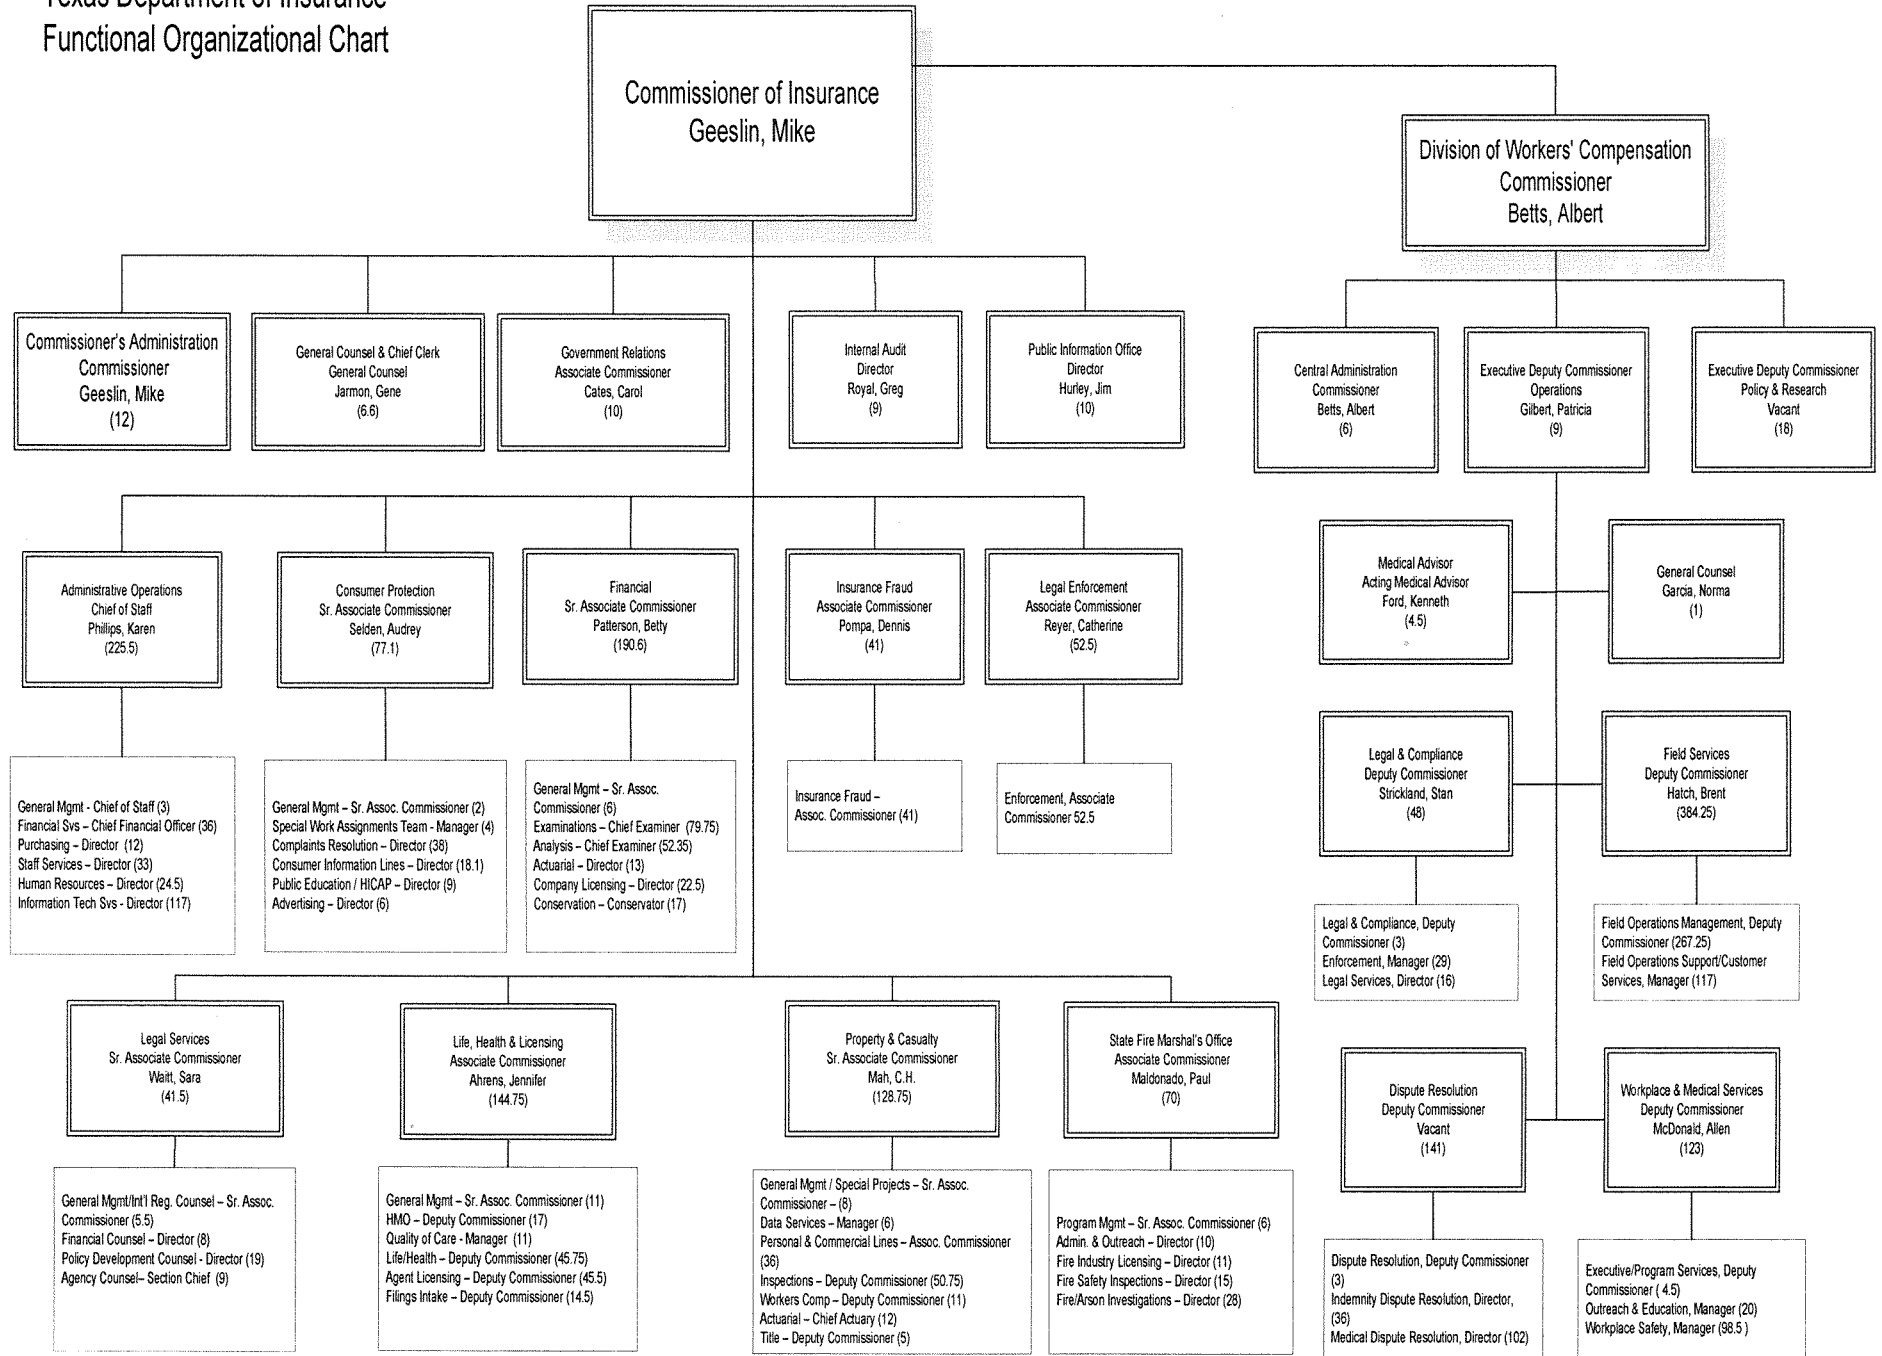 Texas Department of Insurance
Functional Organizational Chart
Commissioner of Insurance
Geeslin, Mike
Division of Workers' Compensation
Commissioner
Betts, Albert
Commissioner's Administration
Commissioner
Geeslin, Mike
(12)
General Counsel & Chief Clerk
General Counsel
Jarmon, Gene
(6.6)
Government Relations
Associate Commissioner
Cates, Carol
(10)
Internal Audit
Director
Royal, Greg
(9)
Public Information Office
Director
Hurley, Jim
(10)
Central Administration
Commissioner
Betts, Albert
(6)
Executive Deputy Commissioner
Operations
Gilbert, Patricia
(9)
Executive Deputy Commissioner
Policy & Research
Vacant
(18)
Administrative Operations
Chief of Staff
Phillips, Karen
(225.5)
Consumer Protection
Sr. Associate Commissioner
Selden, Audrey
(77.1)
Financial
Sr. Associate Commissioner
Patterson, Betty
(190.6)
Insurance Fraud
Associate Commissioner
Pompa, Dennis
(41)
Legal Enforcement
Associate Commissioner
Reyer, Catherine
(52.5)
Medical Advisor
Acting Medical Advisor
Ford, Kenneth
(4.5)
General Counsel
Garcia, Norma
(1)
General Mgmt - Chief of Staff (3)
Financial Svs – Chief Financial Officer (36)
Purchasing – Director (12)
Staff Services – Director (33)
Human Resources – Director (24.5)
Information Tech Svs - Director (117)
General Mgmt – Sr. Assoc. Commissioner (2)
Special Work Assignments Team - Manager (4)
Complaints Resolution – Director (38)
Consumer Information Lines – Director (18.1)
Public Education / HICAP – Director (9)
Advertising – Director (6)
General Mgmt – Sr. Assoc.
Commissioner (6)
Examinations – Chief Examiner (79.75)
Analysis – Chief Examiner (52.35)
Actuarial – Director (13)
Company Licensing – Director (22.5)
Conservation – Conservator (17)
Insurance Fraud –
Assoc. Commissioner (41)
Enforcement, Associate
Commissioner 52.5
Legal & Compliance
Deputy Commissioner
Strickland, Stan
(48)
Field Services
Deputy Commissioner
Hatch, Brent
(384.25)
Legal & Compliance, Deputy
Commissioner (3)
Enforcement, Manager (29)
Legal Services, Director (16)
Field Operations Management, Deputy
Commissioner (267.25)
Field Operations Support/Customer
Services, Manager (117)
Legal Services
Sr. Associate Commissioner
Waitt, Sara
(41.5)
Life, Health & Licensing
Associate Commissioner
Ahrens, Jennifer
(144.75)
Property & Casualty
Sr. Associate Commissioner
Mah, C.H.
(128.75)
State Fire Marshal's Office
Associate Commissioner
Maldonado, Paul
(70)
Dispute Resolution
Deputy Commissioner
Vacant
(141)
Workplace & Medical Services
Deputy Commissioner
McDonald, Allen
(123)
General Mgmt/Int'l Reg. Counsel – Sr. Assoc.
Commissioner (5.5)
Financial Counsel – Director (8)
Policy Development Counsel - Director (19)
Agency Counsel– Section Chief (9)
General Mgmt – Sr. Assoc. Commissioner (11)
HMO – Deputy Commissioner (17)
Quality of Care - Manager (11)
Life/Health – Deputy Commissioner (45.75)
Agent Licensing – Deputy Commissioner (45.5)
Filings Intake – Deputy Commissioner (14.5)
General Mgmt / Special Projects – Sr. Assoc.
Commissioner – (8)
Data Services – Manager (6)
Personal & Commercial Lines – Assoc. Commissioner
(36)
Inspections – Deputy Commissioner (50.75)
Workers Comp – Deputy Commissioner (11)
Actuarial – Chief Actuary (12)
Title – Deputy Commissioner (5)
Program Mgmt – Sr. Assoc. Commissioner (6)
Admin. & Outreach – Director (10)
Fire Industry Licensing – Director (11)
Fire Safety Inspections – Director (15)
Fire/Arson Investigations – Director (28)
Dispute Resolution, Deputy Commissioner
(3)
Indemnity Dispute Resolution, Director,
(36)
Medical Dispute Resolution, Director (102)
Executive/Program Services, Deputy
Commissioner ( 4.5)
Outreach & Education, Manager (20)
Workplace Safety, Manager (98.5 )